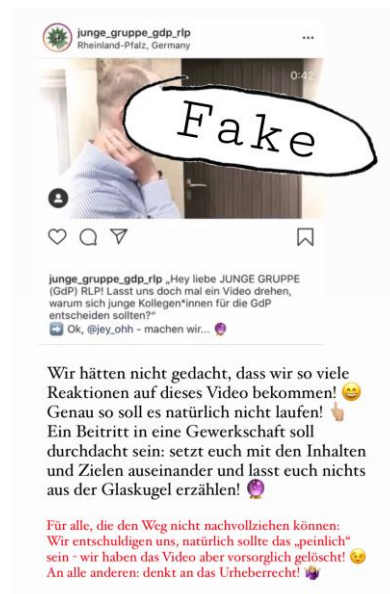 junge_gruppe_gdp_rlp
Rheinland-Pfalz, Germany
0:42
Fake
junge_gruppe_gdp_rlp „Hey liebe JUNGE GRUPPE
(GdP) RLP! Lasst uns doch mal ein Video drehen,
warum sich junge Kollegen*innen für die GdP
entscheiden sollten?"
➡️ Ok, @jey_ohh - machen wir... 🔮
Wir hätten nicht gedacht, dass wir so viele
Reaktionen auf dieses Video bekommen! 😄
Genau so soll es natürlich nicht laufen! 👆🏼
Ein Beitritt in eine Gewerkschaft soll
durchdacht sein: setzt euch mit den Inhalten
und Zielen auseinander und lasst euch nichts
aus der Glaskugel erzählen! 🔮
Für alle, die den Weg nicht nachvollziehen können:
Wir entschuldigen uns, natürlich sollte das „peinlich"
sein - wir haben das Video aber vorsorglich gelöscht! 😉
An alle anderen: denkt an das Urheberrecht! 🤷🏼‍♀️